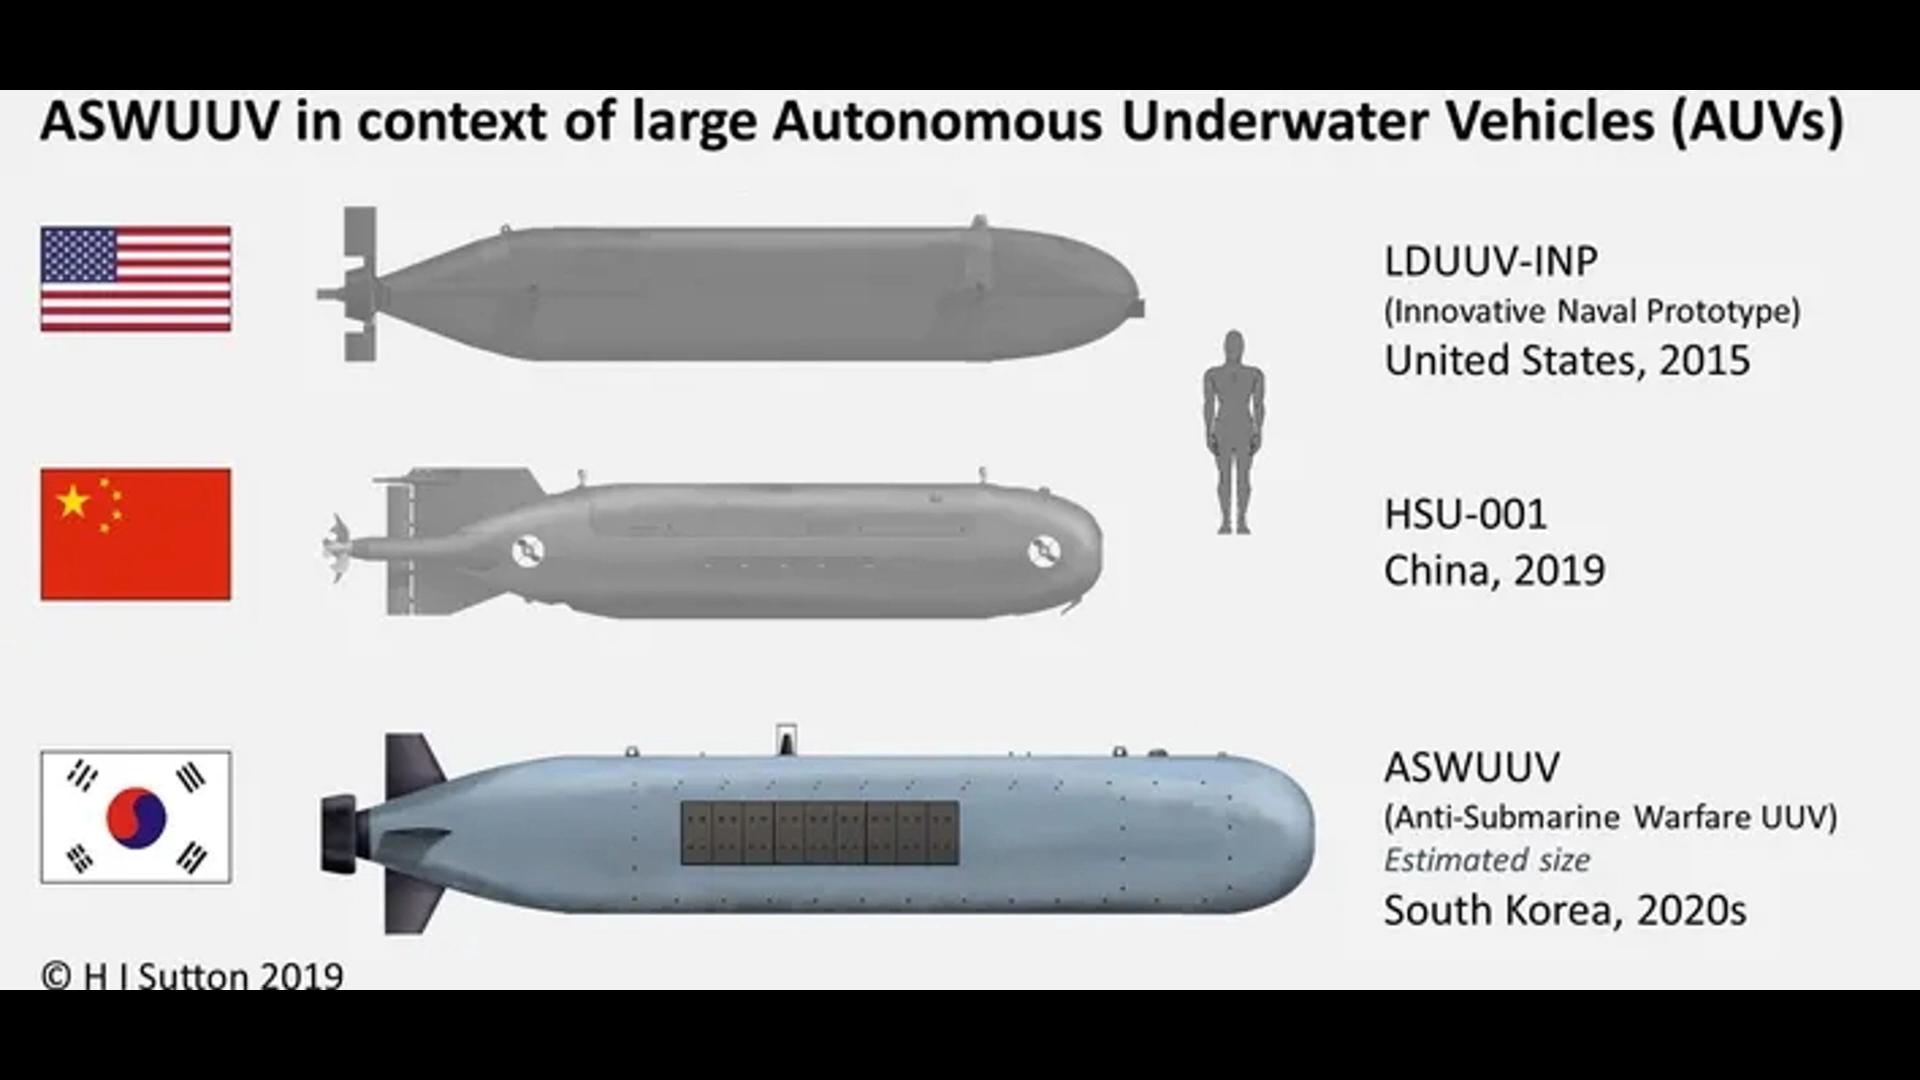 ASWUUV in context of large Autonomous Underwater Vehicles (AUVs)
LDUUV-INP
(Innovative Naval Prototype)
United States, 2015
HSU-001
China, 2019
ASWUUV
(Anti-Submarine Warfare UUV)
Estimated size
South Korea, 2020s
© H I Sutton 2019